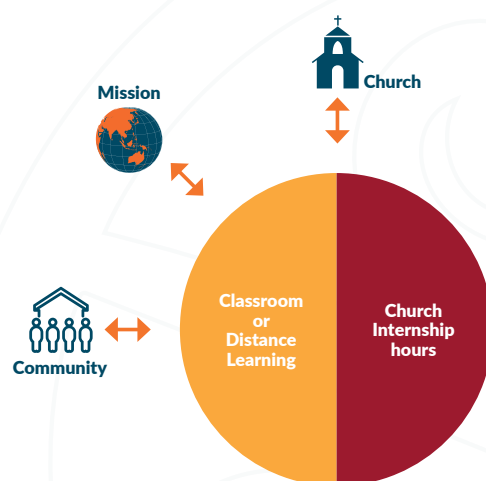 Church
Mission
Classroom
or
Distance
Learning
Church
Internship
hours
Community